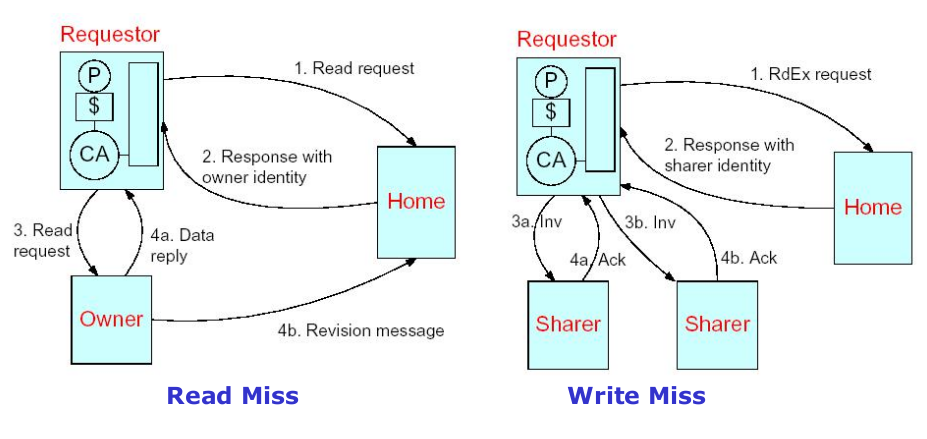 Requestor
P
$
CA
1. Read request
2. Response with
owner identity
Home
3. Read
request
4a. Data
reply
Owner
4b. Revision message
Read Miss
Requestor
P
$
CA
1. RdEx request
2. Response with
sharer identity
Home
3a. Inv
3b. Inv
4a. Ack
4b. Ack
Sharer
Sharer
Write Miss